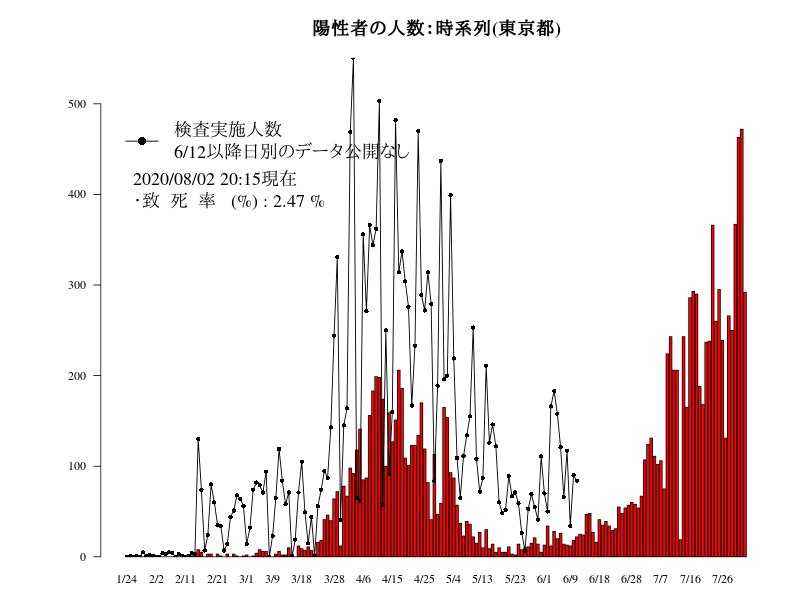 陽性者の人数:時系列(東京都)
500
400
300
200
100
0
検査実施人数
6/12以降日別のデータ公開なし
2020/08/02 20:15現在
・致 死 率 (%) : 2.47 %
1/24 2/2 2/11 2/21 3/1 3/9 3/18 3/28 4/6 4/15 4/25 5/4 5/13 5/23 6/1 6/9 6/18 6/28 7/7 7/16 7/26